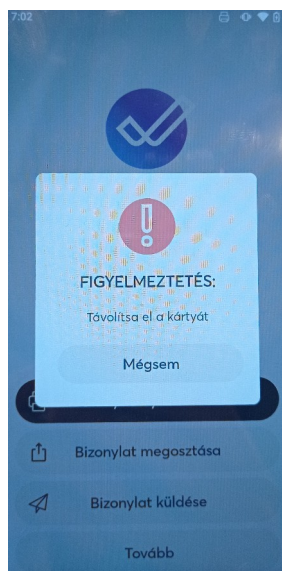 7:02
FIGYELMEZTETÉS:
Távolítsa el a kártyát
Mégsem
Bizonylat megosztása
Bizonylat küldése
Tovább